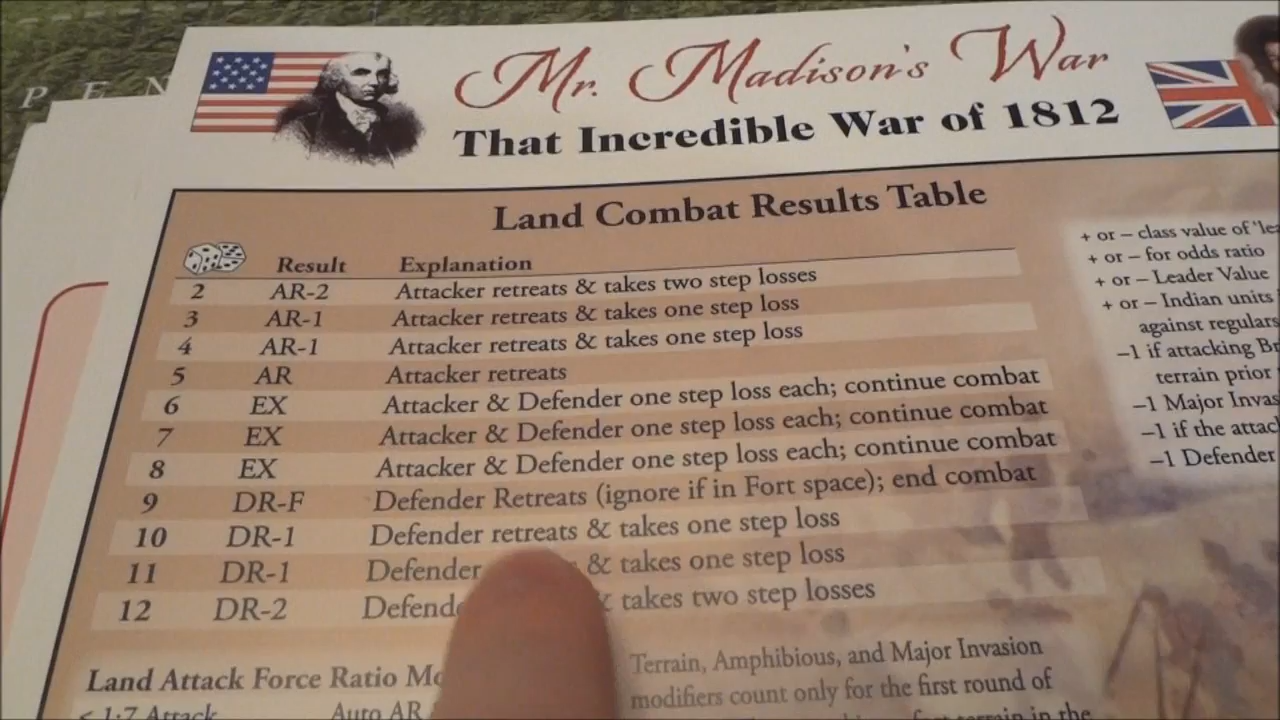 P E N
Mr. Madison's War
That Incredible War of 1812
Land Combat Results Table
Result Explanation
2 AR-2 Attacker retreats & takes two step losses
3 AR-1 Attacker retreats & takes one step loss
4 AR-1 Attacker retreats & takes one step loss
5 AR Attacker retreats
6 EX Attacker & Defender one step loss each; continue combat
7 EX Attacker & Defender one step loss each; continue combat
8 EX Attacker & Defender one step loss each; continue combat
9 DR-F Defender Retreats (ignore if in Fort space); end combat
10 DR-1 Defender retreats & takes one step loss
11 DR-1 Defender & takes one step loss
12 DR-2 takes two step losses
+ or – class value of
+ or – for odds ratio
+ or – Leader Value
+ or – Indian units
against regulars
–1 if attacking
terrain prior
–1 Major
–1 if the
–1 Defender
Land Attack Force Ratio
< 1:7 Attack Auto AR
Terrain, Amphibious, and Major Invasion
modifiers count only for the first round of
terrain in the